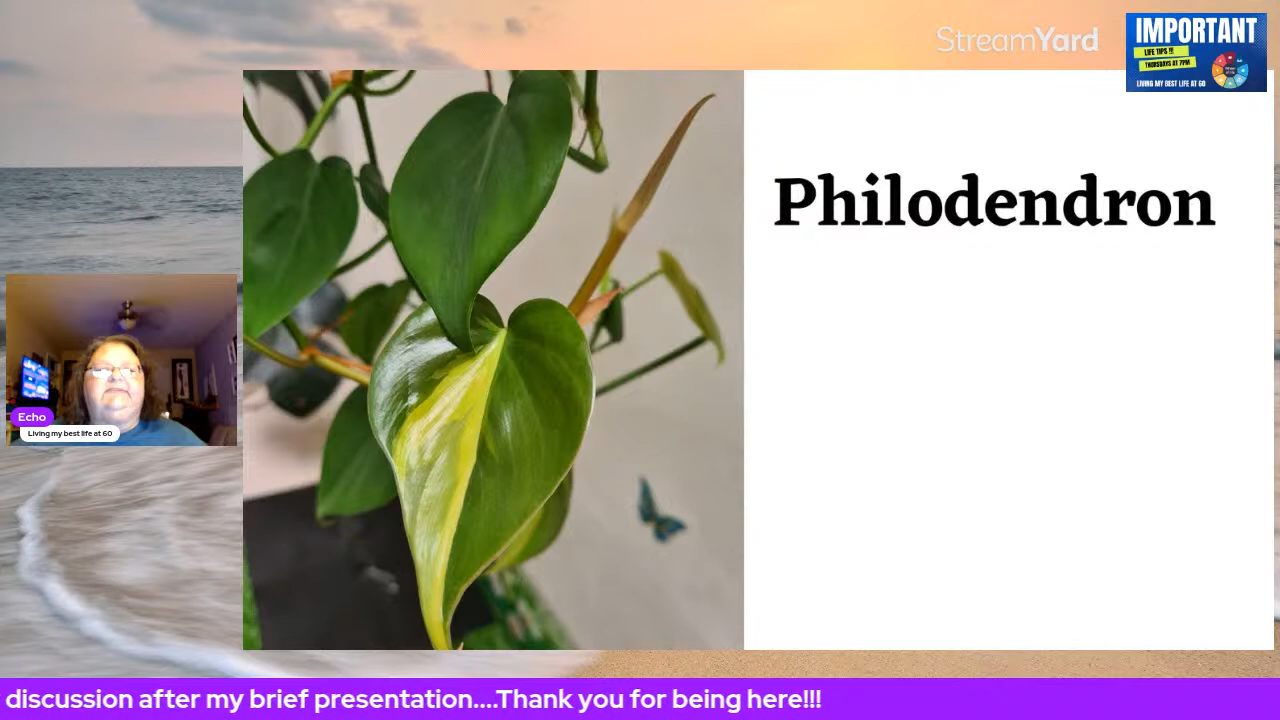 StreamYard
IMPORTANT
LIFE TIPS !!!
THURSDAYS AT 7PM
LIVING MY BEST LIFE AT 60
Philodendron
Echo
Living my best life at 60
discussion after my brief presentation....Thank you for being here!!!